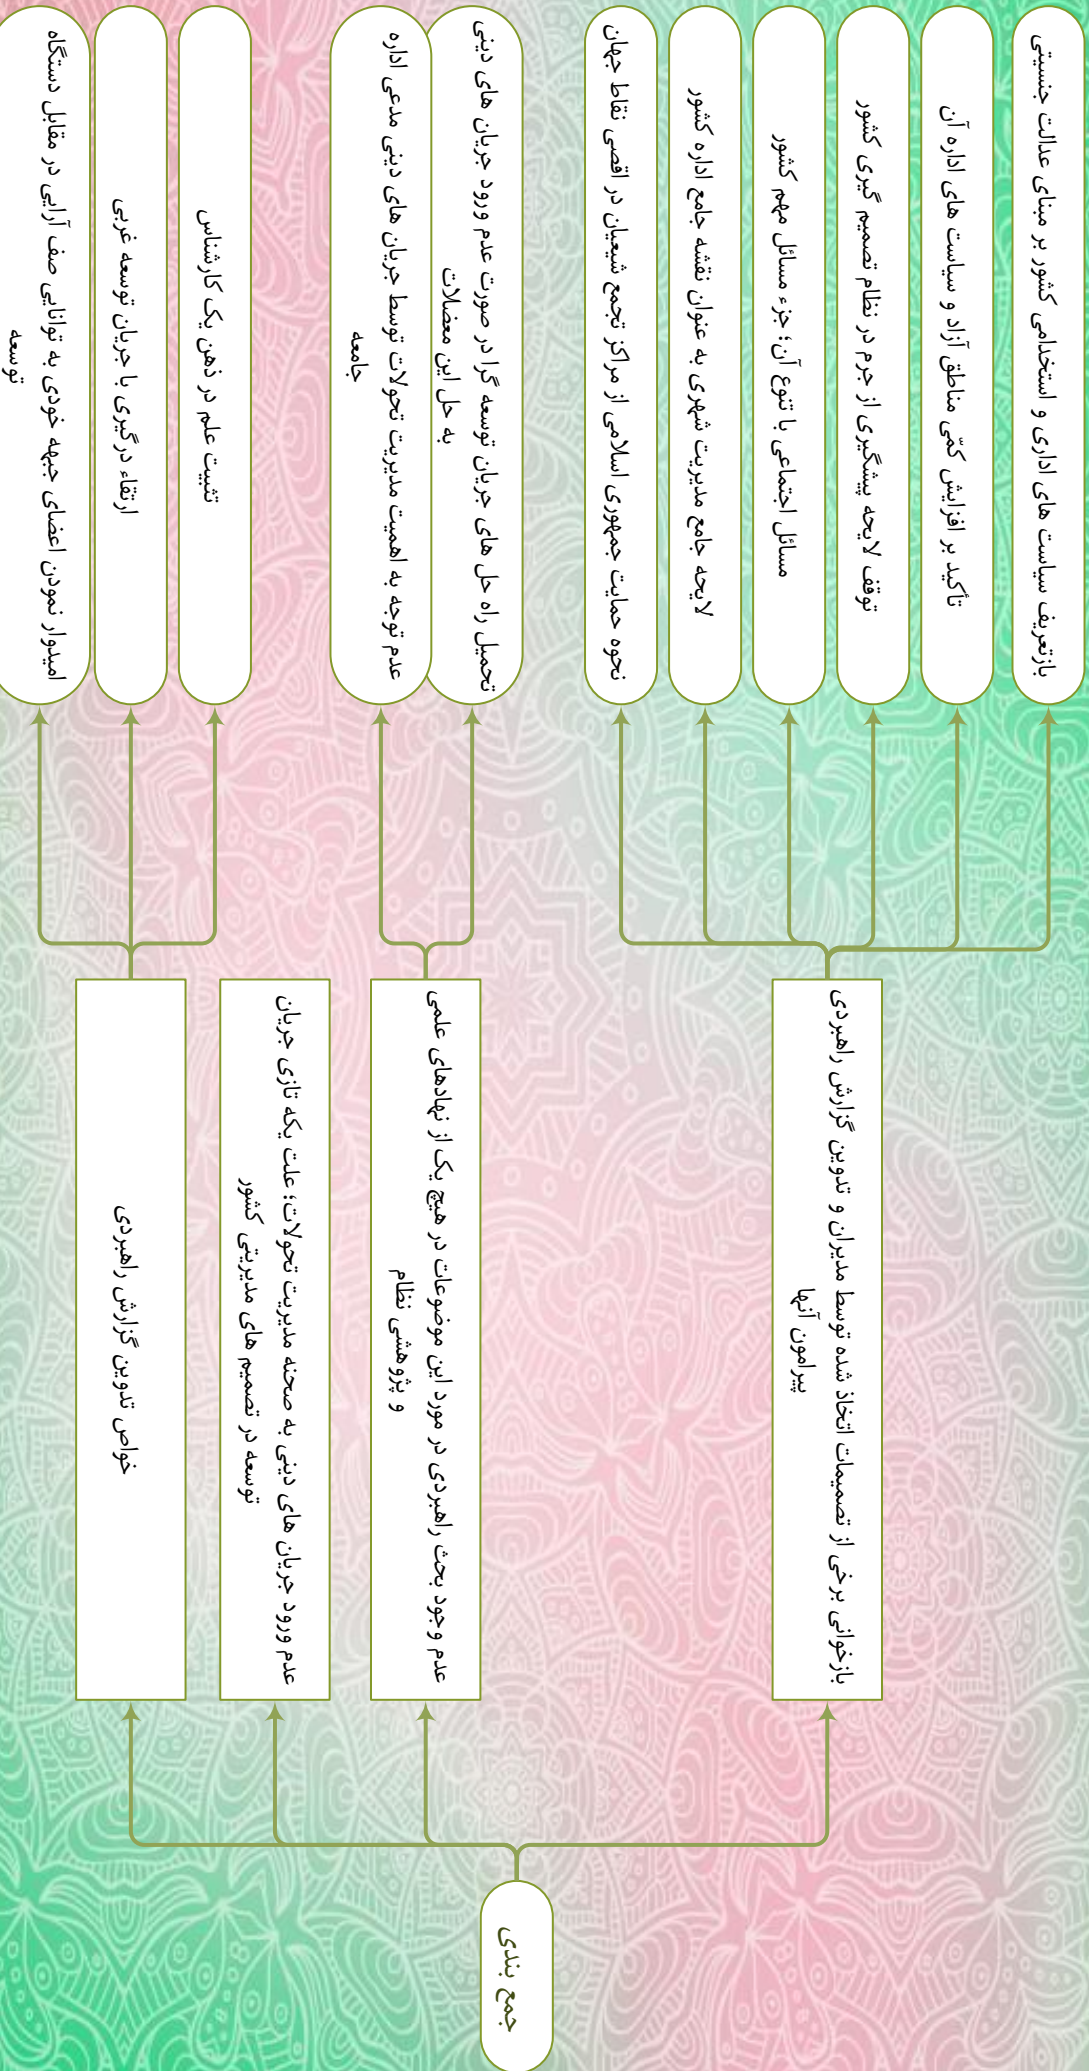 جمع بندی
بازخوانی برخی از تصمیمات اتخاذ شده توسط مدیران و تدوین گزارش راهبردی
پیرامون آنها
بازتعریف سیاست های اداری و استخدامی کشور بر مبنای عدالت جنسیتی
تأکید بر افزایش کمّی مناطق آزاد و سیاست های اداره آن
توقف لایحه پیشگیری از جرم در نظام تصمیم گیری کشور
مسائل اجتماعی با تنوع آن؛ جزء مسائل مهم کشور
لایحه جامع مدیریت شهری به عنوان نقشه جامع اداره کشور
نحوه حمایت جمهوری اسلامی از مراکز تجمع شیعیان در اقصی نقاط جهان
عدم وجود بحث راهبردی در مورد این موضوعات در هیچ یک از نهادهای علمی
و پژوهشی نظام
تحمیل راه حل های جریان توسعه گرا در صورت عدم ورود جریان های دینی
به حل این معضلات
عدم توجه به اهمیت مدیریت تحولات توسط جریان های دینی مدعی اداره
جامعه
عدم ورود جریان های دینی به صحنه مدیریت تحولات؛ علت یکه تازی جریان
توسعه در تصمیم های مدیریتی کشور
خواص تدوین گزارش راهبردی
تثبیت علم در ذهن یک کارشناس
ارتقاء درگیری با جریان توسعه غربی
امیدوار نمودن اعضای جبهه خودی به توانایی صف آرایی در مقابل دستگاه
توسعه